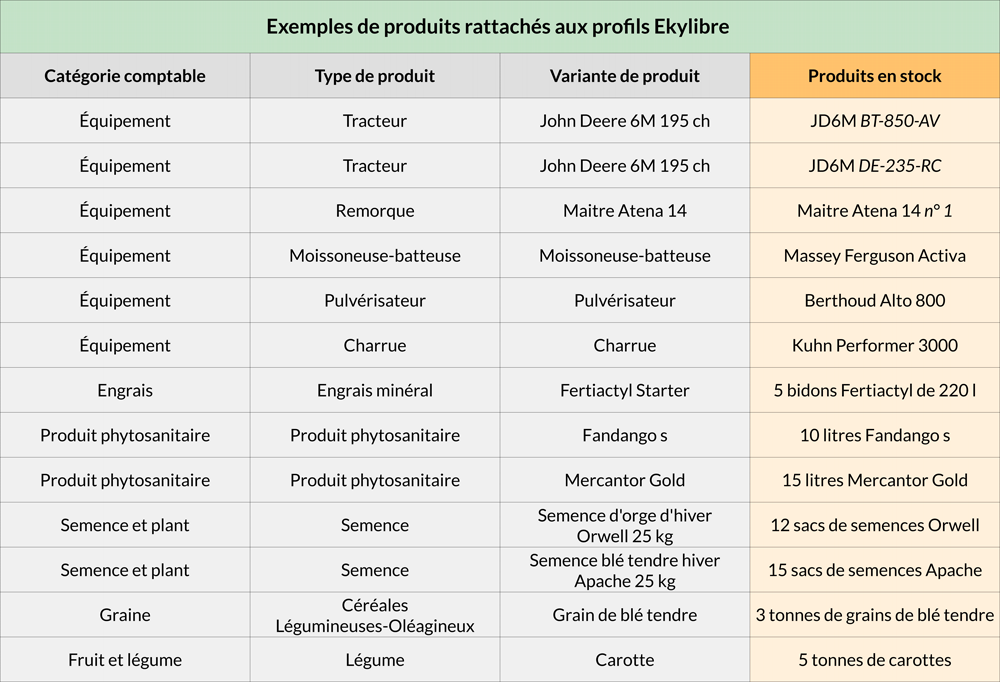 Exemples de produits rattachés aux profils Ekylibre
Catégorie comptable Type de produit Variante de produit Produits en stock
Équipement Tracteur John Deere 6M 195 ch JD6M BT-850-AV
Équipement Tracteur John Deere 6M 195 ch JD6M DE-235-RC
Équipement Remorque Maitre Atena 14 Maitre Atena 14 n° 1
Équipement Moissoneuse-batteuse Moissoneuse-batteuse Massey Ferguson Activa
Équipement Pulvérisateur Pulvérisateur Berthoud Alto 800
Équipement Charrue Charrue Kuhn Performer 3000
Engrais Engrais minéral Fertiactyl Starter 5 bidons Fertiactyl de 220 l
Produit phytosanitaire Produit phytosanitaire Fandango s 10 litres Fandango s
Produit phytosanitaire Produit phytosanitaire Mercantor Gold 15 litres Mercantor Gold
Semence et plant Semence Semence d'orge d'hiver
Orwell 25 kg 12 sacs de semences Orwell
Semence et plant Semence Semence blé tendre hiver
Apache 25 kg 15 sacs de semences Apache
Graine Céréales
Légumineuses-Oléagineux Grain de blé tendre 3 tonnes de grains de blé tendre
Fruit et légume Légume Carotte 5 tonnes de carottes